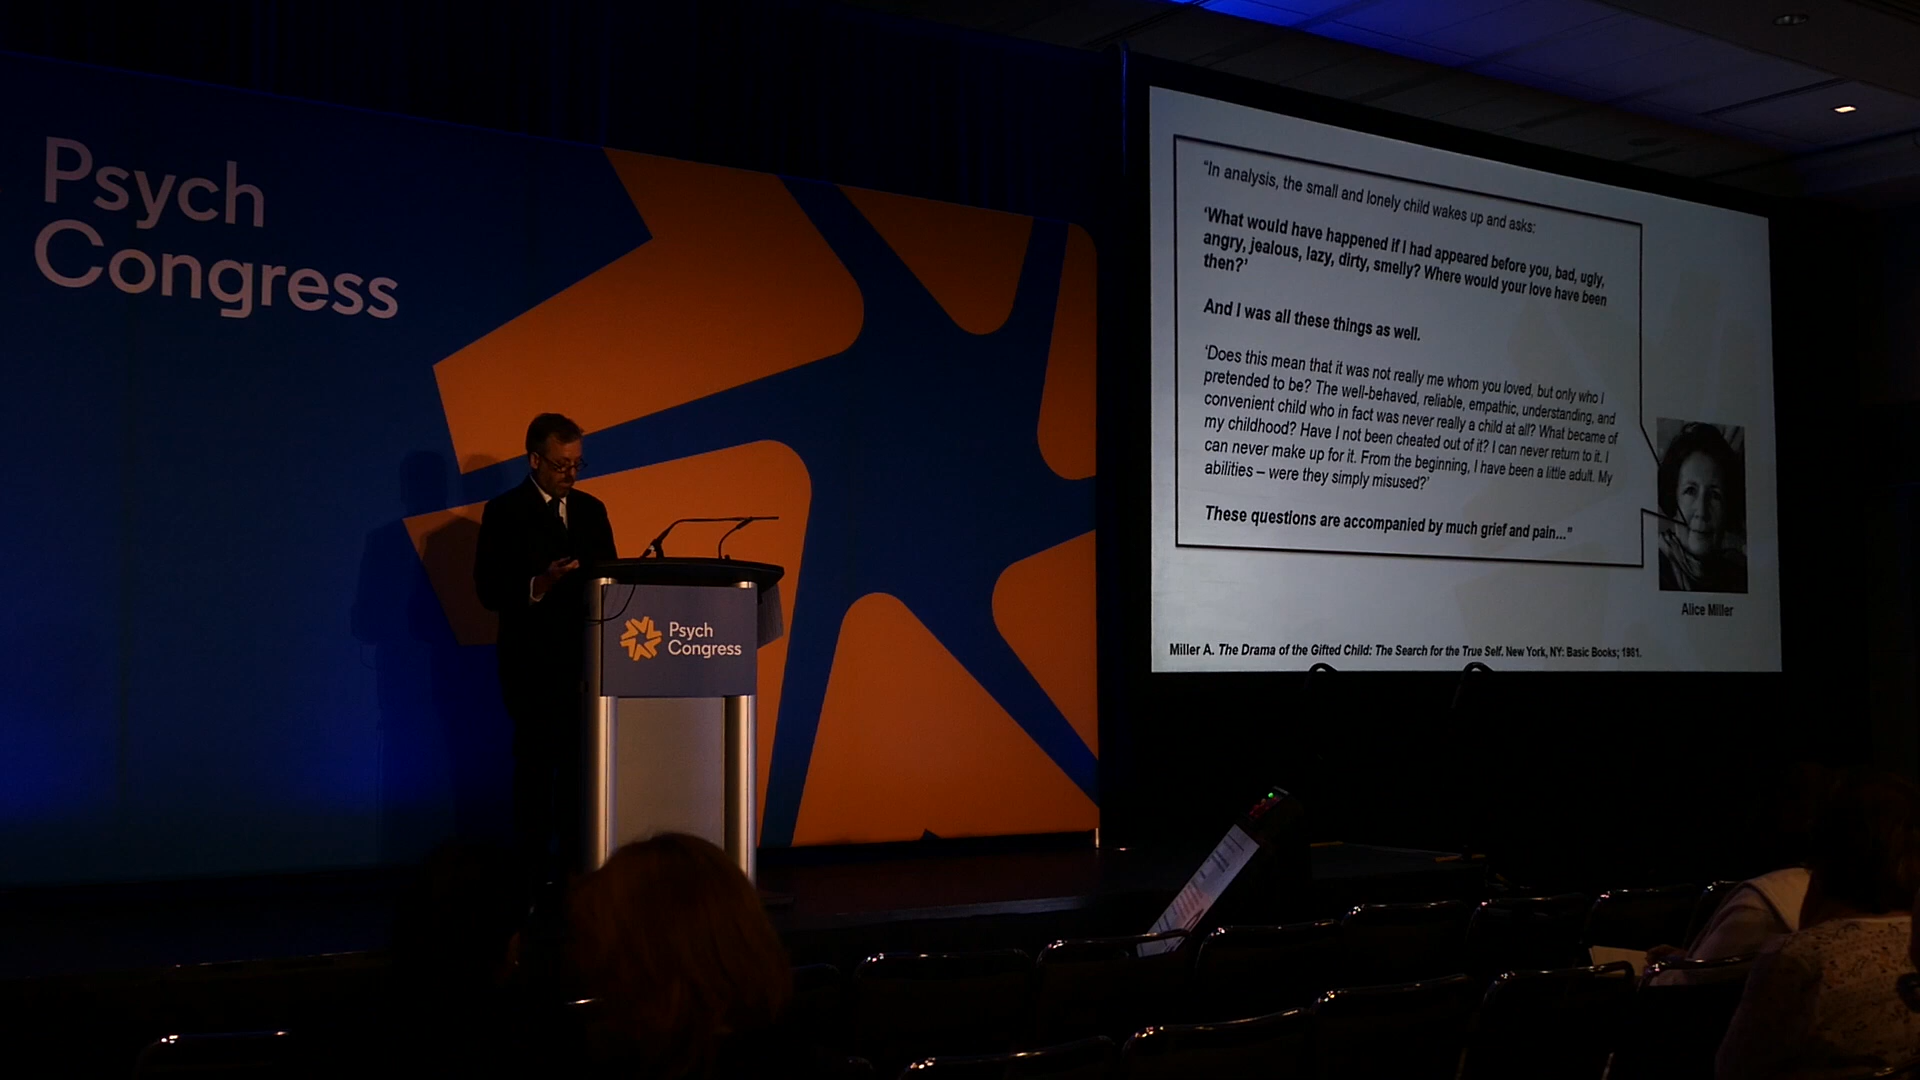 Psych
Congress
"In analysis, the small and lonely child wakes up and asks:
'What would have happened if I had appeared before you, bad, ugly,
angry, jealous, lazy, dirty, smelly? Where would your love have been
then?'
And I was all these things as well.
'Does this mean that it was not really me whom you loved, but only who I
pretended to be? The well-behaved, reliable, empathic, understanding, and
convenient child who in fact was never really a child at all? What became of
my childhood? Have I not been cheated out of it? I can never return to it. I
can never make up for it. From the beginning, I have been a little adult. My
abilities – were they simply misused?'
These questions are accompanied by much grief and pain..."
Alice Miller
Miller A. The Drama of the Gifted Child: The Search for the True Self. New York, NY: Basic Books; 1981.
Psych
Congress